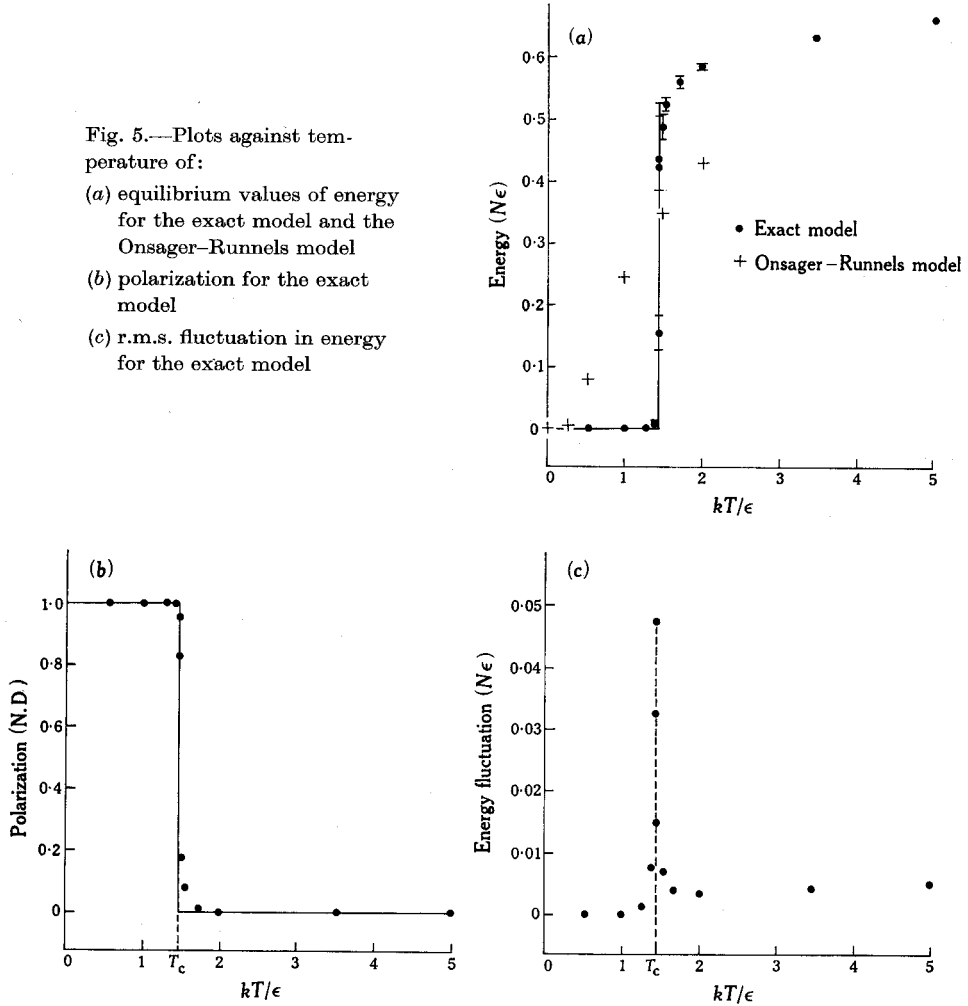 Fig. 5.—Plots against tem-
perature of:
(a) equilibrium values of energy
for the exact model and the
Onsager–Runnels model
(b) polarization for the exact
model
(c) r.m.s. fluctuation in energy
for the exact model
(a)
Energy (Nϵ)
0·6
0·5
0·4
0·3
0·2
0·1
0
• Exact model
+ Onsager–Runnels model
0 1 2 3 4 5
kT/ϵ
(b)
Polarization (N.D.)
1·0
0·8
0·6
0·4
0·2
0
0 1 Tc 2 3 4 5
kT/ϵ
(c)
Energy fluctuation (Nϵ)
0·05
0·04
0·03
0·02
0·01
0
0 1 Tc 2 3 4 5
kT/ϵ